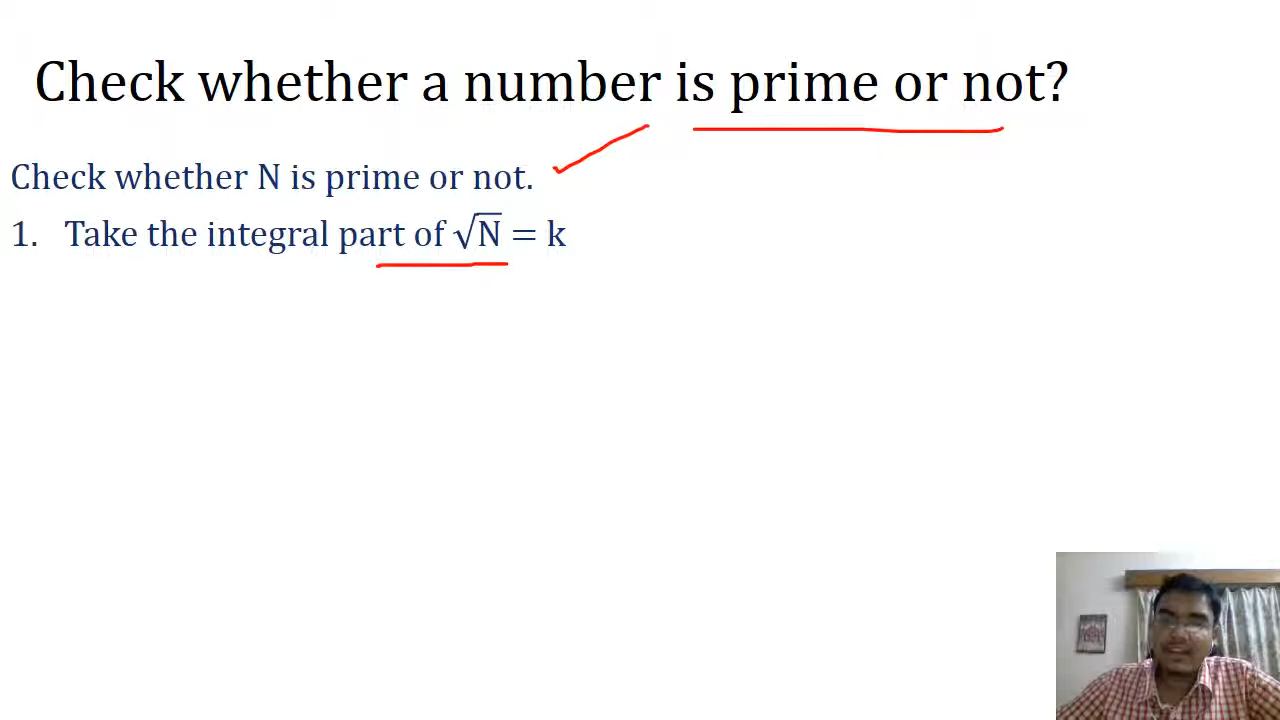 Check whether a number is prime or not?
Check whether N is prime or not.
1. Take the integral part of √N = k